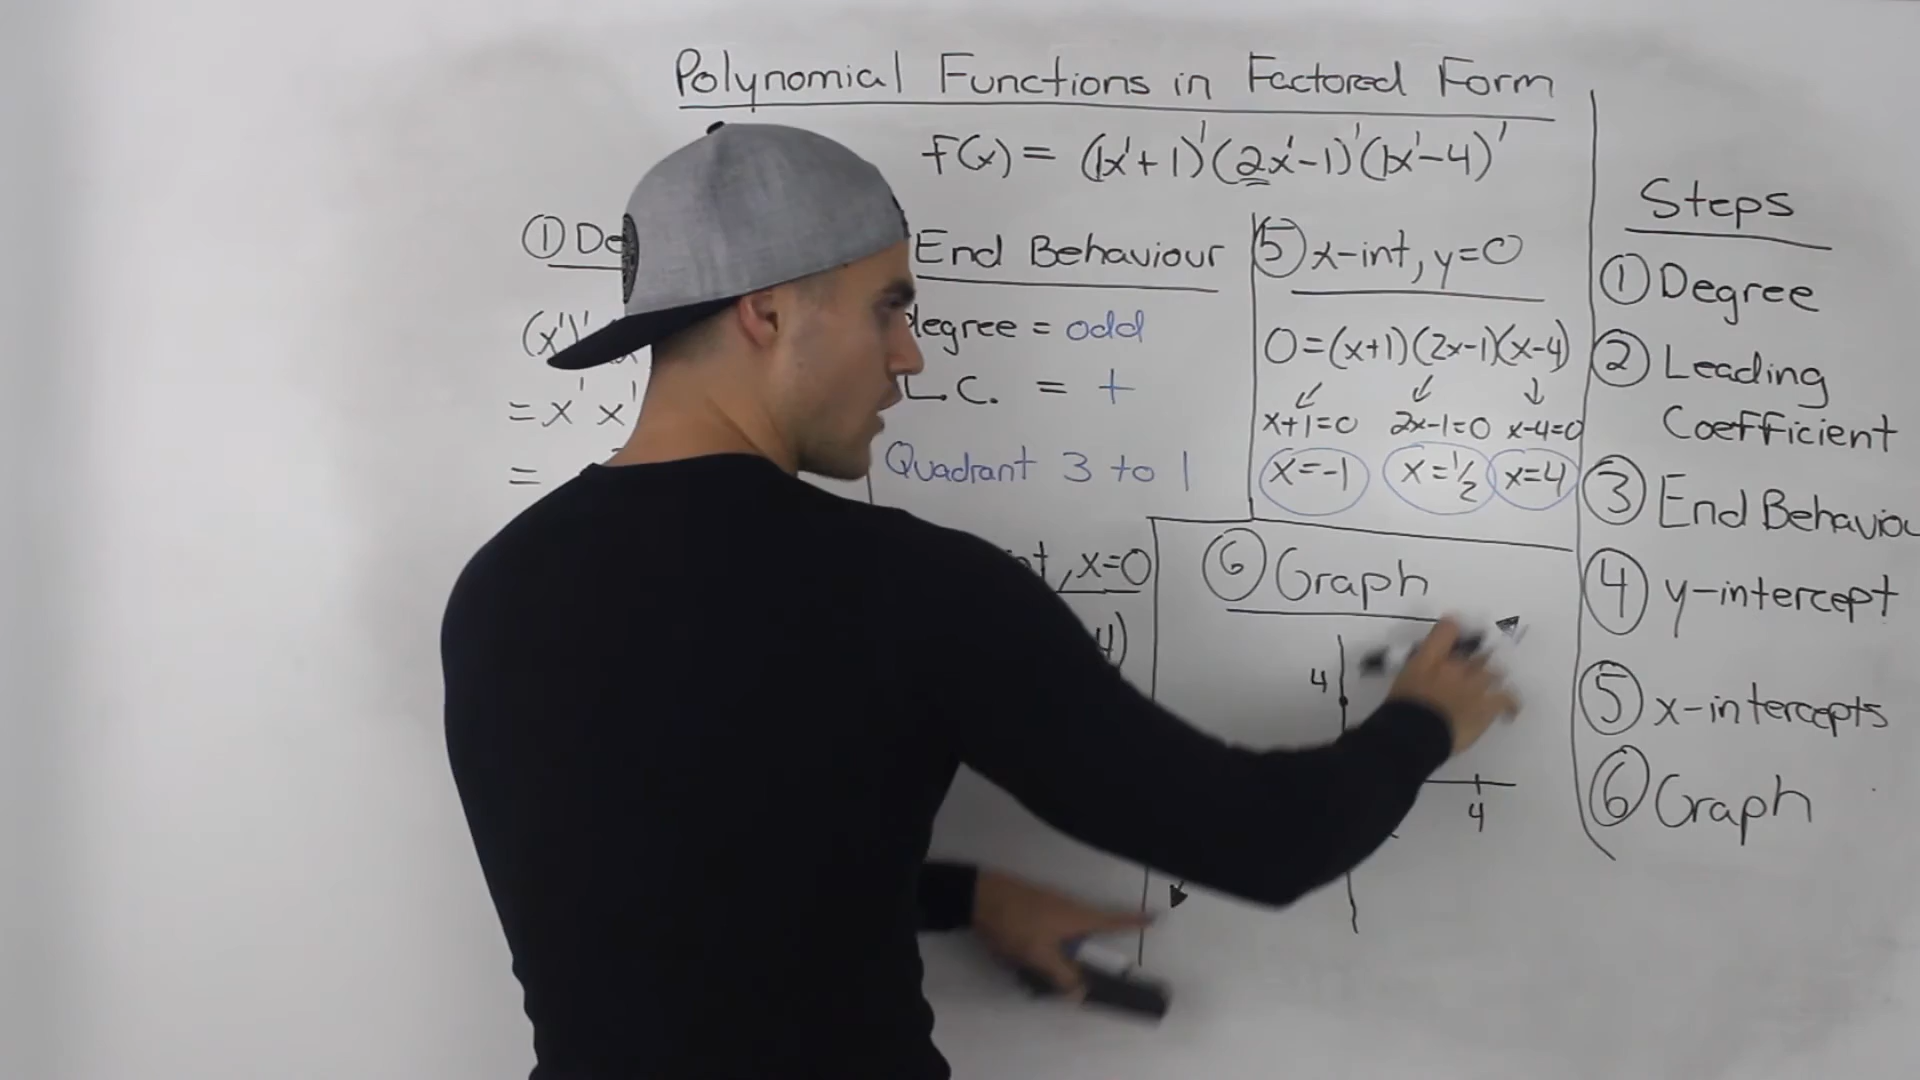 Polynomial Functions in Factored Form
f(x) = (1x¹+1)¹(2x¹-1)¹(1x¹-4)¹
①
(x¹)¹
= x¹ x¹
=
End Behaviour
degree = odd
L.C. = +
Quadrant 3 to 1
, x=0
4)
⑤ x-int, y=0
0=(x+1)(2x-1)(x-4)
↙ ↙ ↓
x+1=0 2x-1=0 x-4=0
x=-1 x=1/2 x=4
⑥ Graph
4
4
Steps
① Degree
② Leading
Coefficient
③ End Behaviou
④ y-intercept
⑤ x-intercepts
⑥ Graph